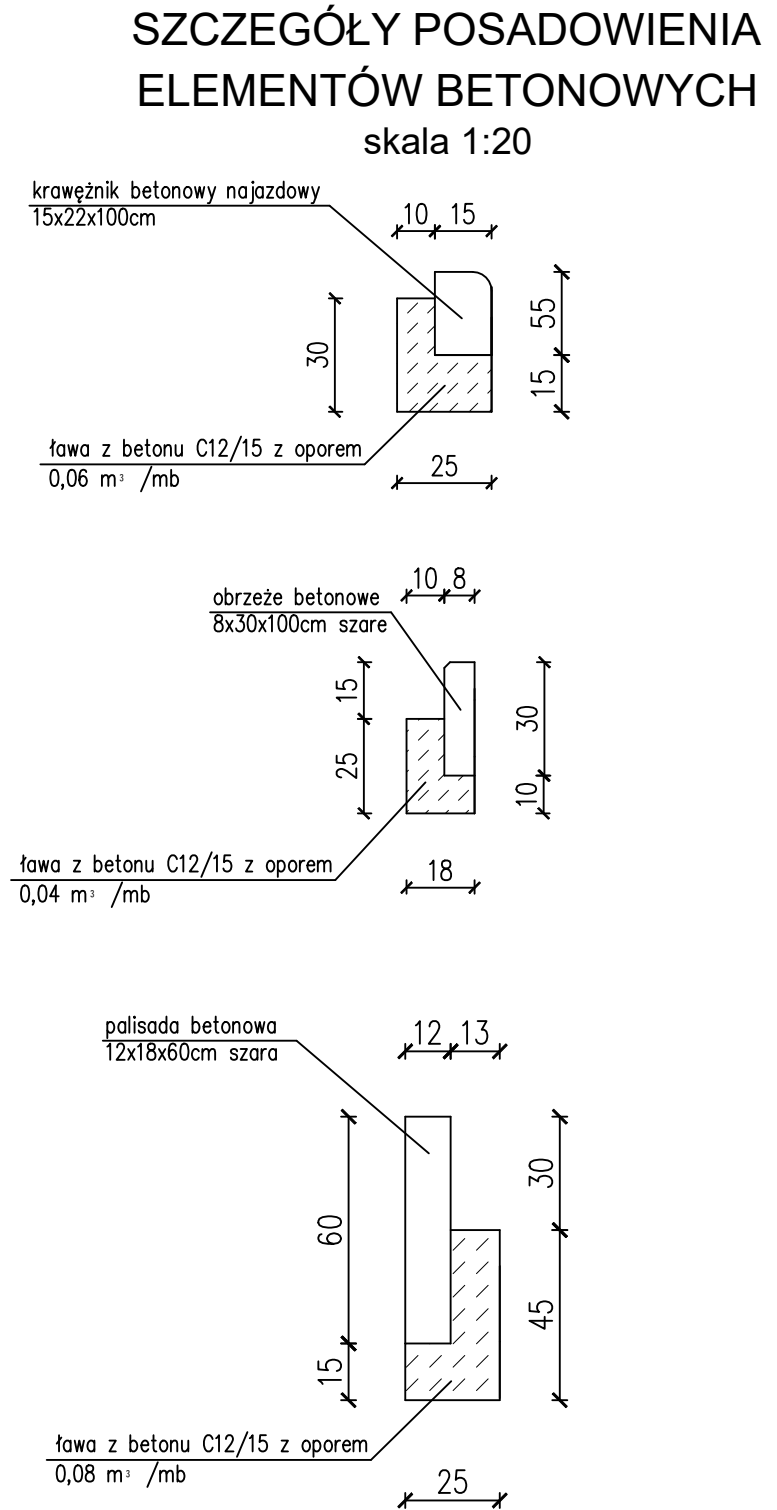 SZCZEGÓŁY POSADOWIENIA
ELEMENTÓW BETONOWYCH
skala 1:20
krawężnik betonowy najazdowy
15x22x100cm
10 15
30
55
15
ława z betonu C12/15 z oporem
0,06 m³ /mb
25
10 8
obrzeże betonowe
8x30x100cm szare
15
25
30
10
ława z betonu C12/15 z oporem
0,04 m³ /mb
18
palisada betonowa
12x18x60cm szara
12 13
60
15
30
45
ława z betonu C12/15 z oporem
0,08 m³ /mb
25